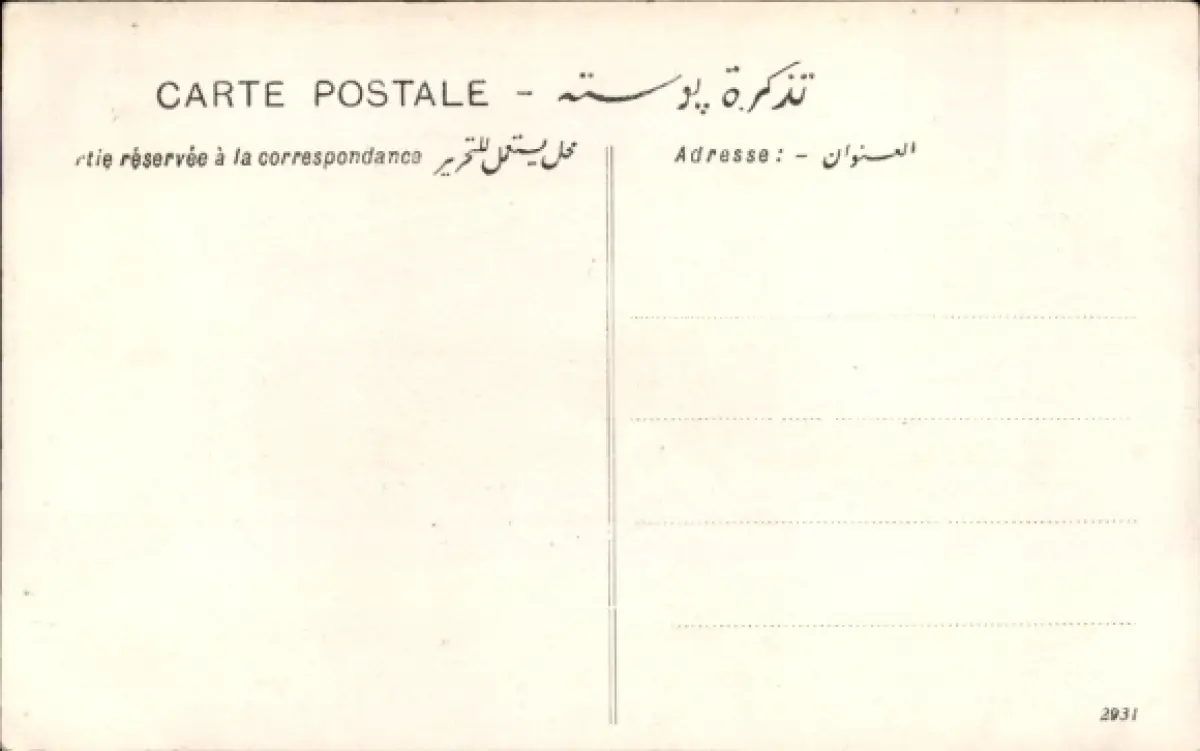 CARTE POSTALE - تذكرة پوسته
rtie réservée à la correspondance محل يستعمل للتحرير
Adresse: - العنوان
2931